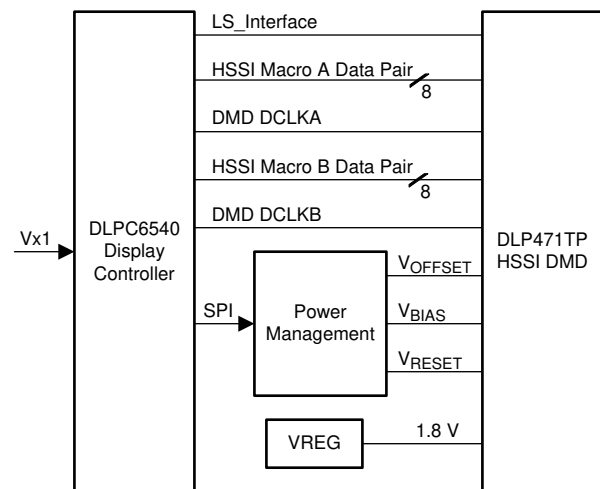 LS_Interface
HSSI Macro A Data Pair
8
DMD DCLKA
HSSI Macro B Data Pair
8
DMD DCLKB
Vx1
DLPC6540
Display
Controller
DLP471TP
HSSI DMD
SPI
Power
Management
VOFFSET
VBIAS
VRESET
VREG
1.8 V